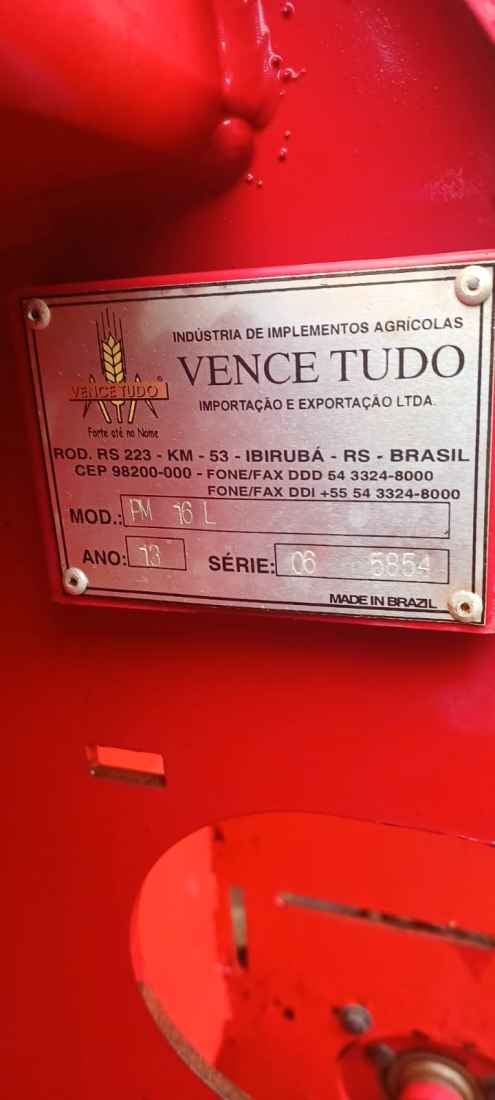 INDÚSTRIA DE IMPLEMENTOS AGRÍCOLAS
VENCE TUDO
IMPORTAÇÃO E EXPORTAÇÃO LTDA.
VENCE TUDO
Forte até no Nome
ROD. RS 223 - KM - 53 - IBIRUBÁ - RS - BRASIL
CEP 98200-000 - FONE/FAX DDD 54 3324-8000
FONE/FAX DDI +55 54 3324-8000
MOD.: PM 16 L
ANO: 13 SÉRIE: 06 5854
MADE IN BRAZIL